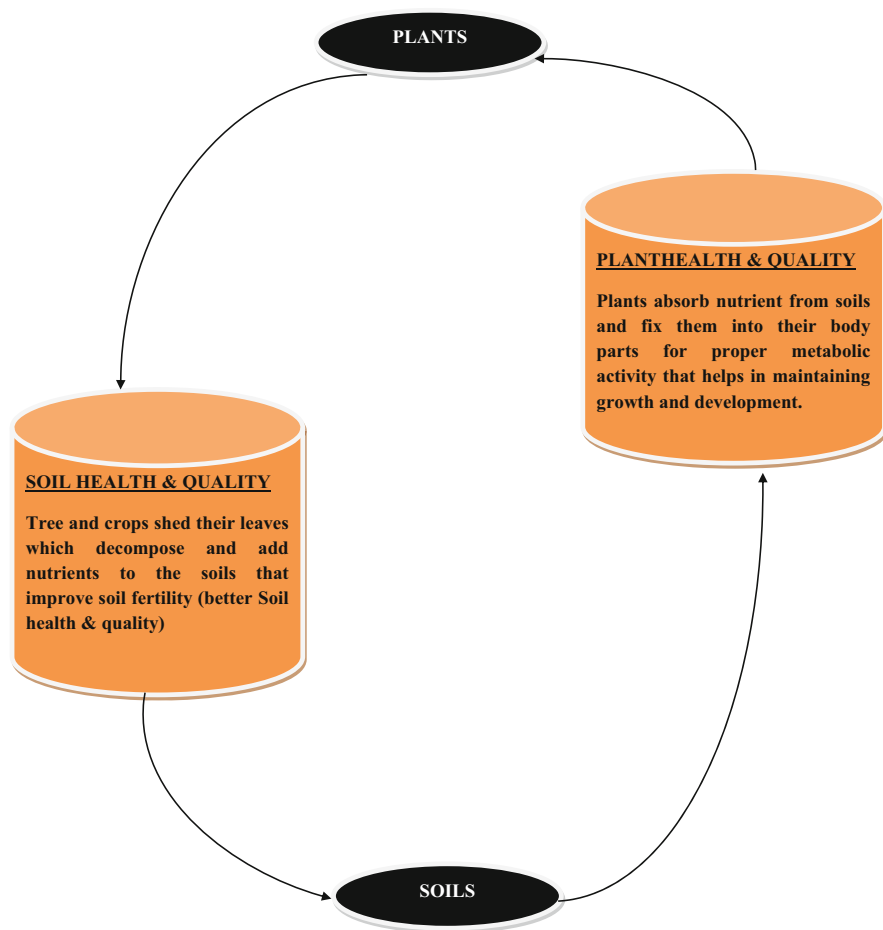 PLANTS
PLANTHEALTH & QUALITY
Plants absorb nutrient from soils
and fix them into their body
parts for proper metabolic
activity that helps in maintaining
growth and development.
SOIL HEALTH & QUALITY
Tree and crops shed their leaves
which decompose and add
nutrients to the soils that
improve soil fertility (better Soil
health & quality)
SOILS